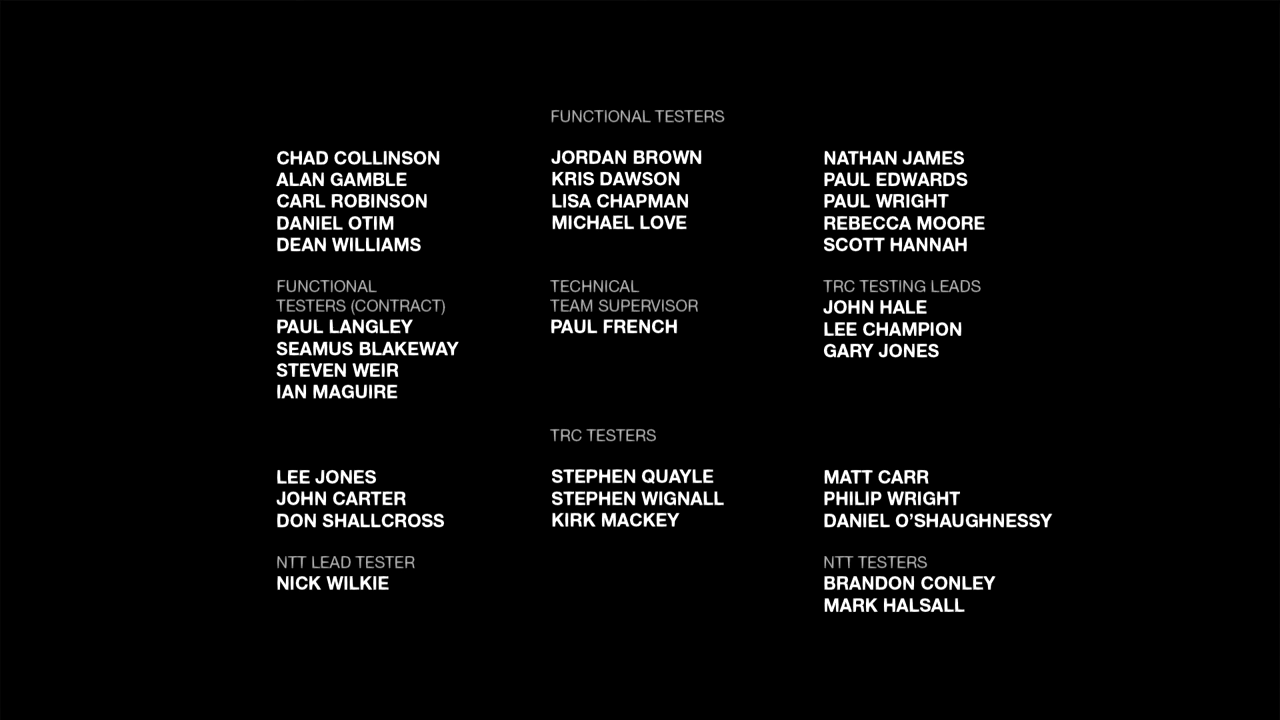 FUNCTIONAL TESTERS
CHAD COLLINSON
ALAN GAMBLE
CARL ROBINSON
DANIEL OTIM
DEAN WILLIAMS
JORDAN BROWN
KRIS DAWSON
LISA CHAPMAN
MICHAEL LOVE
NATHAN JAMES
PAUL EDWARDS
PAUL WRIGHT
REBECCA MOORE
SCOTT HANNAH
FUNCTIONAL
TESTERS (CONTRACT)
PAUL LANGLEY
SEAMUS BLAKEWAY
STEVEN WEIR
IAN MAGUIRE
TECHNICAL
TEAM SUPERVISOR
PAUL FRENCH
TRC TESTING LEADS
JOHN HALE
LEE CHAMPION
GARY JONES
TRC TESTERS
LEE JONES
JOHN CARTER
DON SHALLCROSS
STEPHEN QUAYLE
STEPHEN WIGNALL
KIRK MACKEY
MATT CARR
PHILIP WRIGHT
DANIEL O’SHAUGHNESSY
NTT LEAD TESTER
NICK WILKIE
NTT TESTERS
BRANDON CONLEY
MARK HALSALL